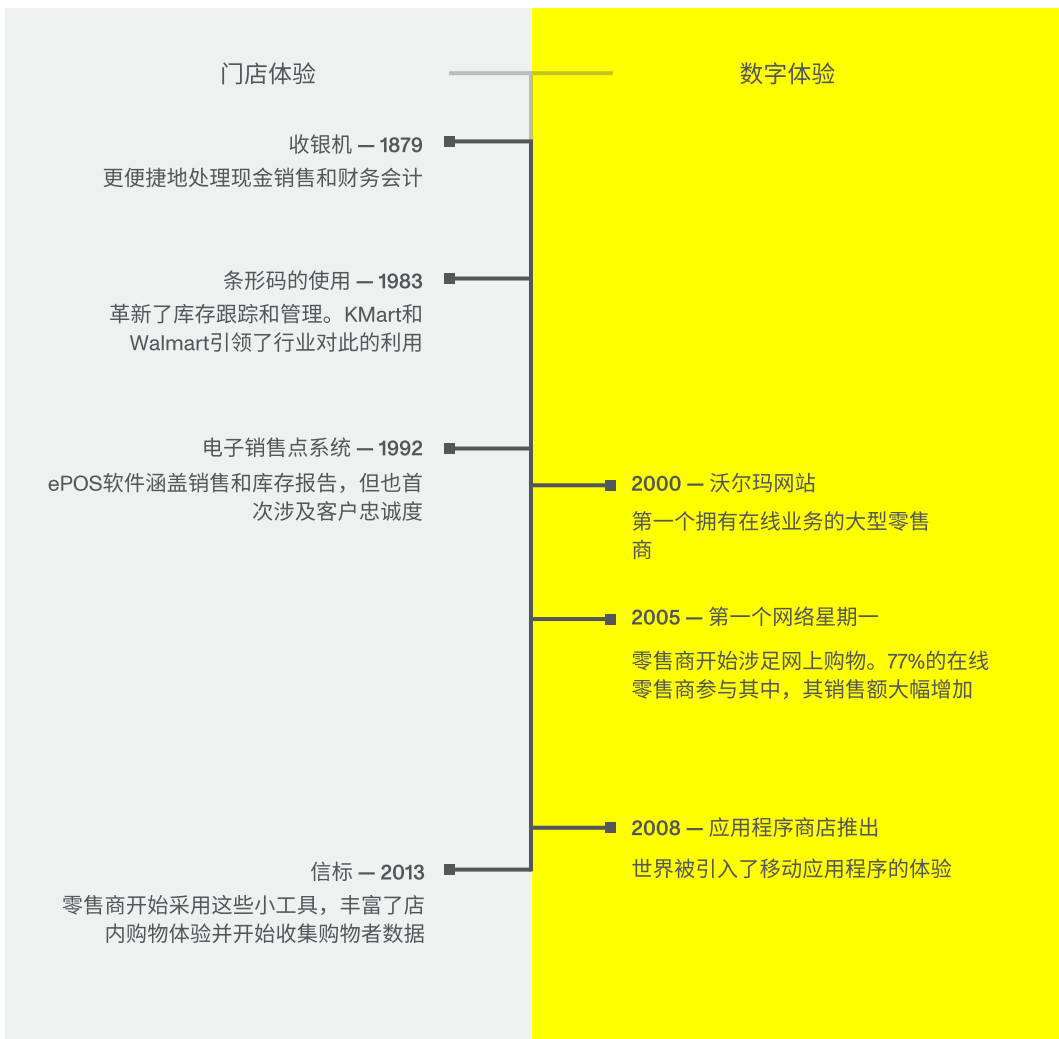 门店体验
数字体验
收银机 — 1879
更便捷地处理现金销售和财务会计
条形码的使用 — 1983
革新了库存跟踪和管理。KMart和
Walmart引领了行业对此的利用
电子销售点系统 — 1992
ePOS软件涵盖销售和库存报告，但也首
次涉及客户忠诚度
2000 — 沃尔玛网站
第一个拥有在线业务的大型零售
商
2005 — 第一个网络星期一
零售商开始涉足网上购物。77%的在线
零售商参与其中，其销售额大幅增加
2008 — 应用程序商店推出
世界被引入了移动应用程序的体验
信标 — 2013
零售商开始采用这些小工具，丰富了店
内购物体验并开始收集购物者数据